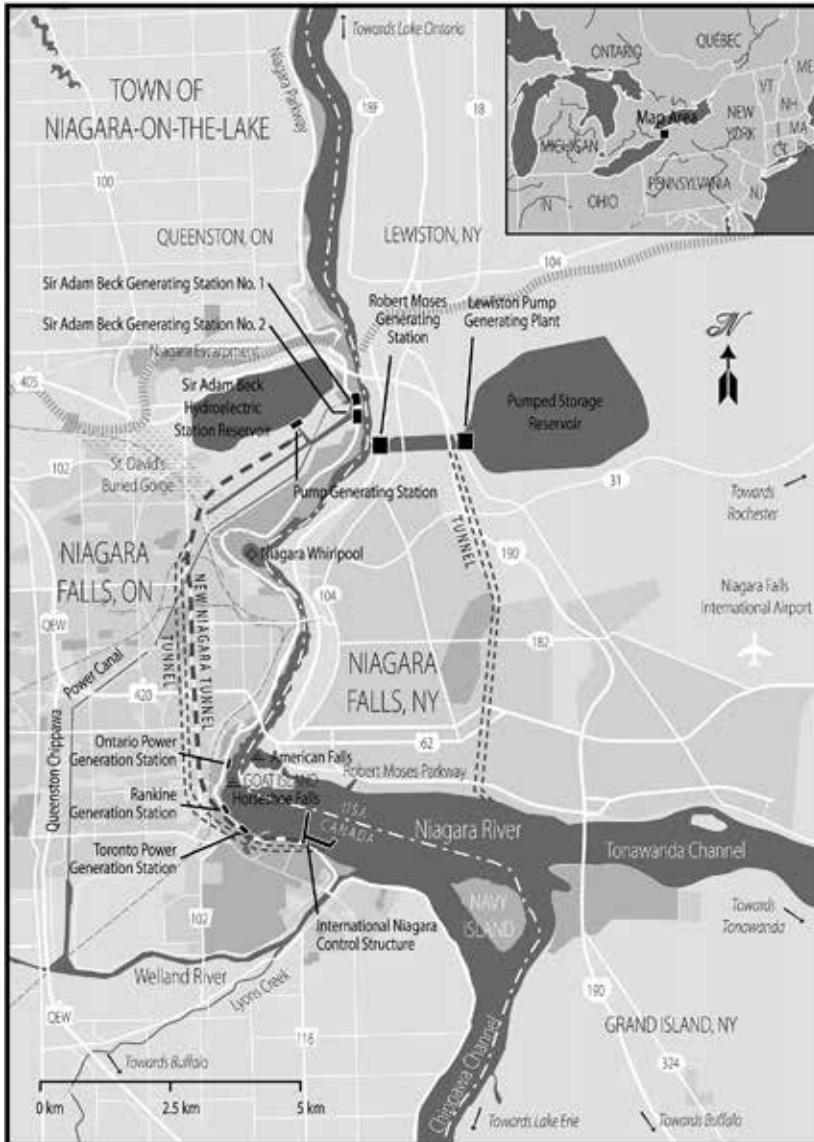 Towards Lake Ontario
TOWN OF
NIAGARA-ON-THE-LAKE
Niagara Parkway
18F
18
100
ONTARIO
QUÉBEC
ME
VT
NH
Map Area
NEW
YORK
MA
MICHIGAN
CT
RI
PENNSYLVANIA
NJ
OHIO
IN
QUEENSTON, ON
LEWISTON, NY
104
Sir Adam Beck Generating Station No. 1
Sir Adam Beck Generating Station No. 2
Robert Moses
Generating
Station
Lewiston Pump
Generating Plant
N
Niagara Escarpment
405
Sir Adam Beck
Hydroelectric
Station Reservoir
Pumped Storage
Reservoir
102
St. David's
Buried Gorge
Pump Generating Station
31
Towards
Rochester
TUNNEL
190
NIAGARA
FALLS, ON
Niagara Whirlpool
104
Niagara Falls
International Airport
QEW
NEW NIAGARA TUNNEL
TUNNEL
182
NIAGARA
FALLS, NY
Power Canal
420
Queenston Chippawa
62
Ontario Power
Generation Station
American Falls
GOAT ISLAND
Robert Moses Parkway
Rankine
Generation Station
Horseshoe Falls
USA
CANADA
Niagara River
Tonawanda Channel
Toronto Power
Generation Station
NAVY
ISLAND
102
International Niagara
Control Structure
Towards
Tonawanda
Welland River
Lyons Creek
190
QEW
116
GRAND ISLAND, NY
Towards Buffalo
Chippawa Channel
324
0 km
2.5 km
5 km
Towards Lake Erie
Towards Buffalo